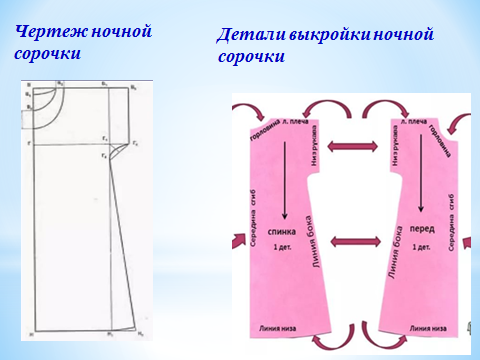 Чертеж ночной
сорочки
Детали выкройки ночной
сорочки
горловина
л. плеча
Низ рукава
Середина сгиб
спинка
1 дет.
Линия бока
Линия низа
л. плеча
горловина
Низ рукава
Середина сгиб
перед
1 дет.
Линия бока
Линия низа